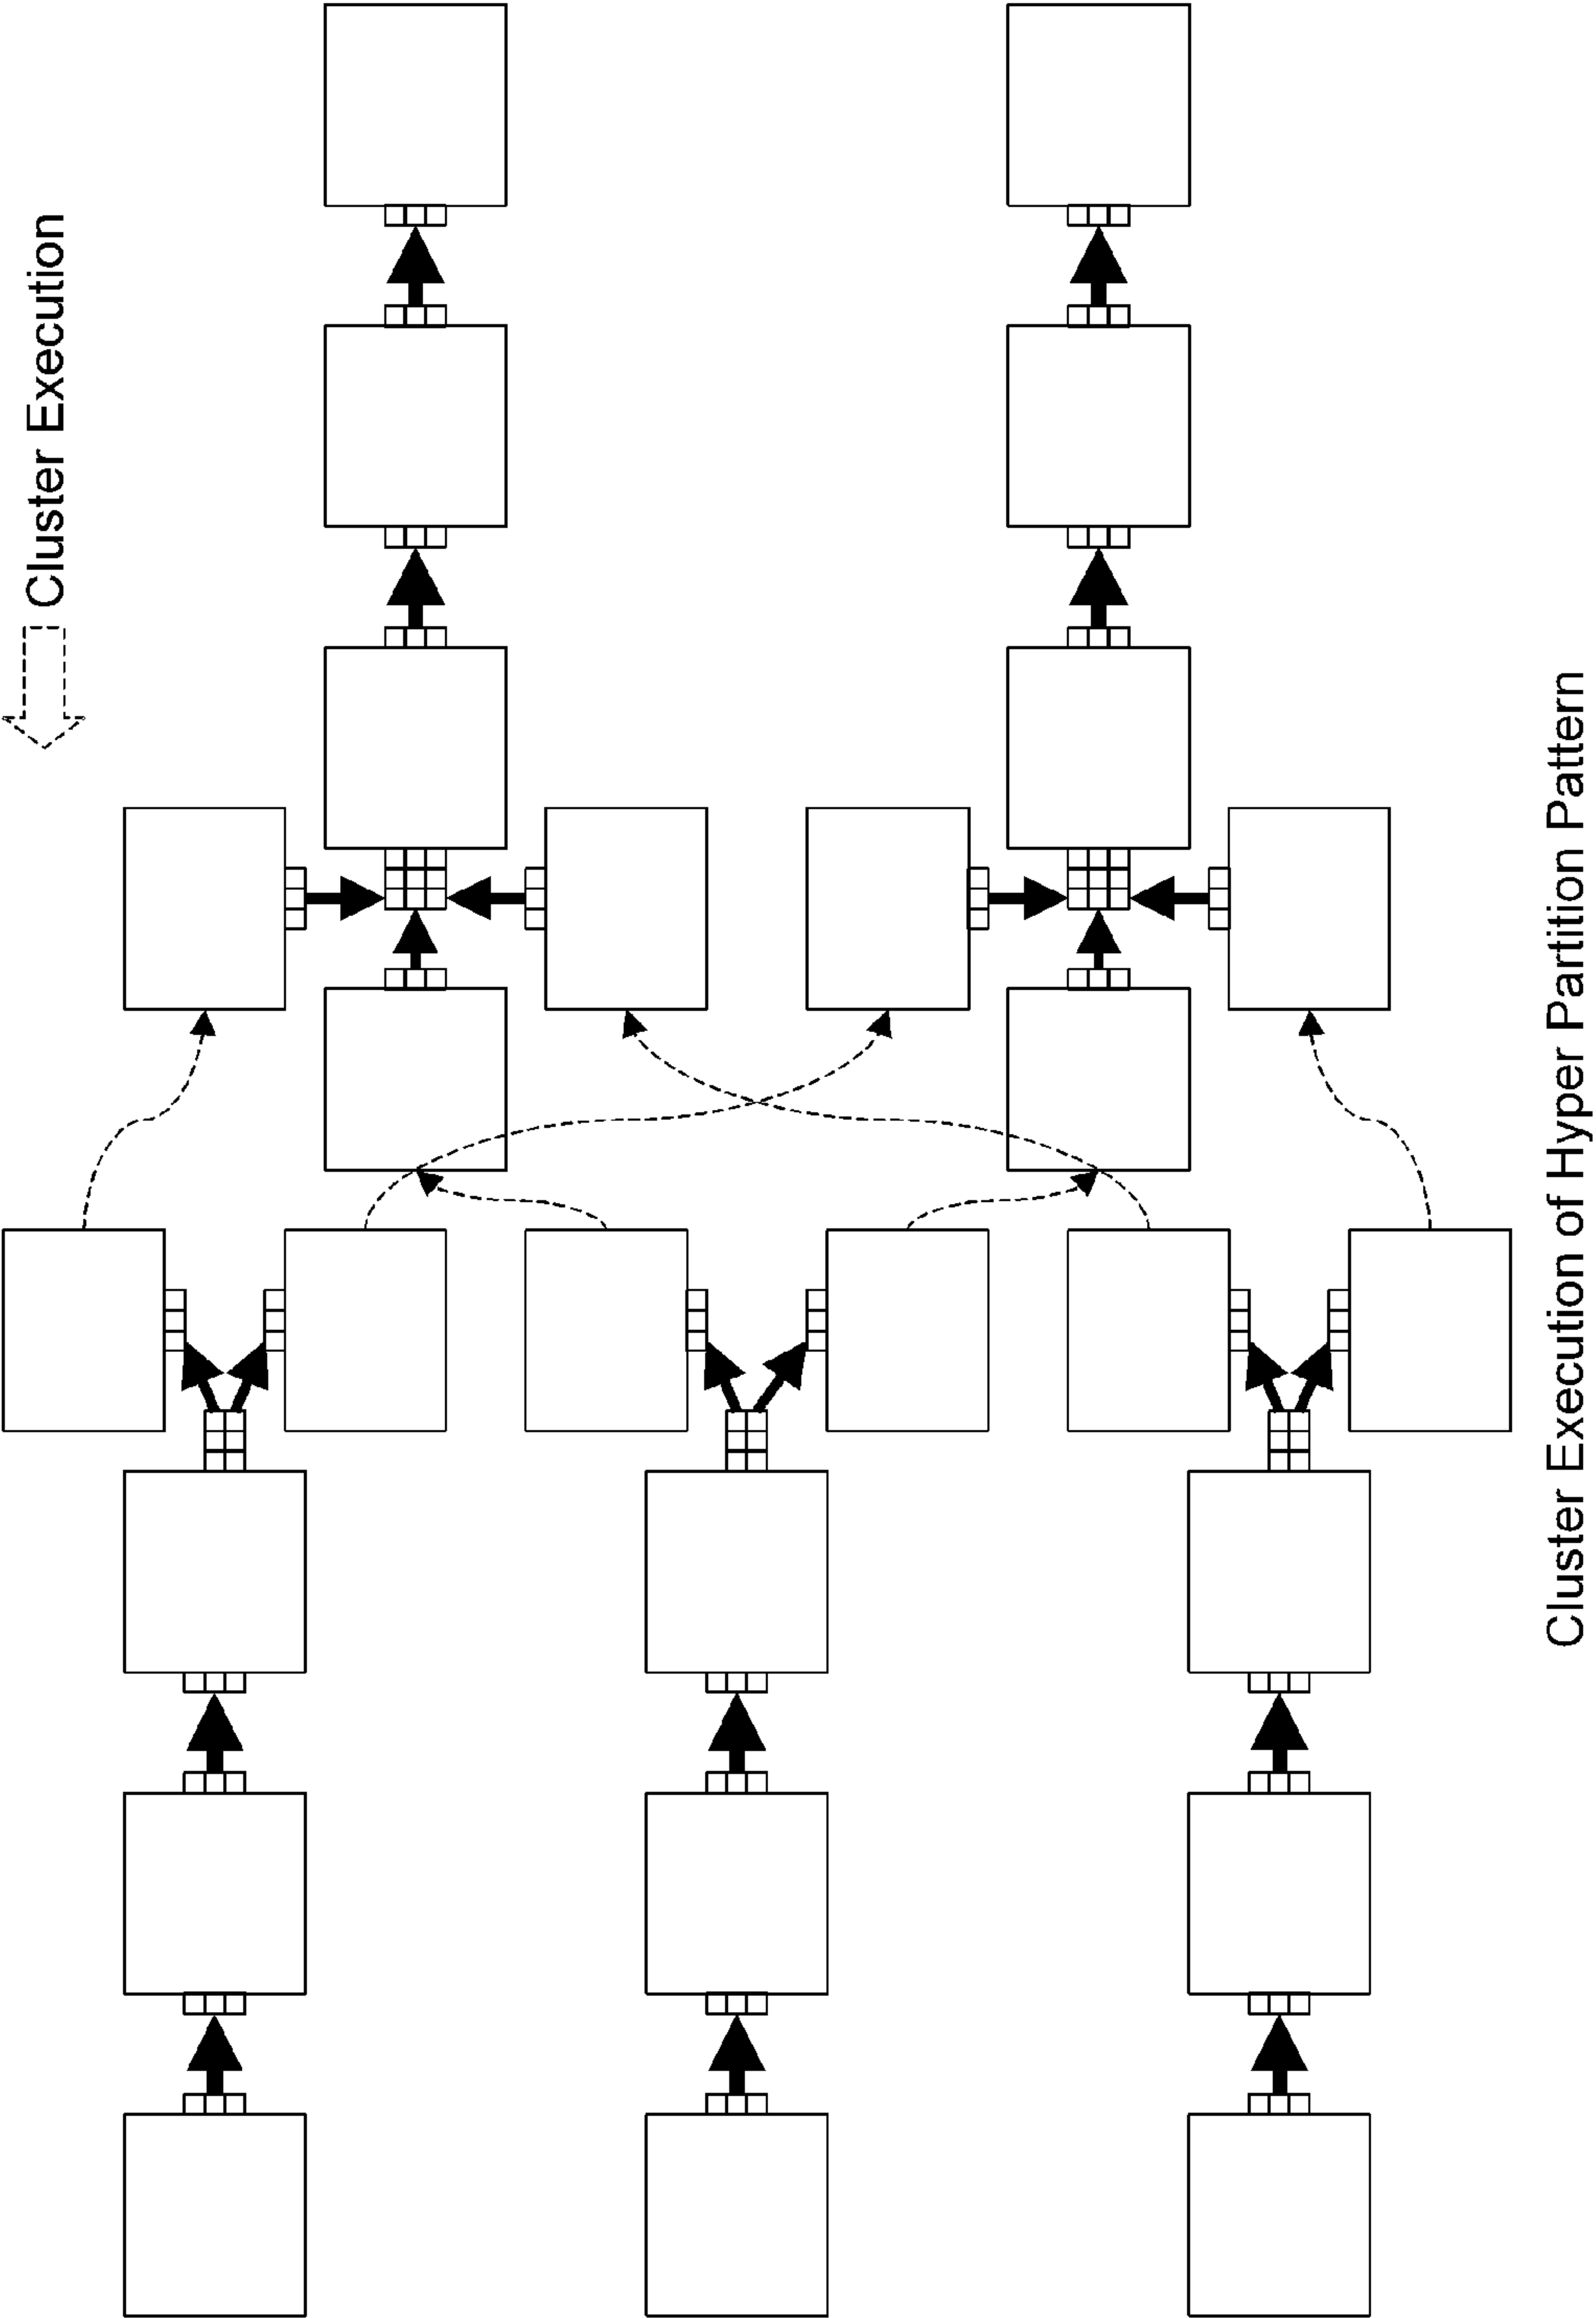 Cluster Execution
Cluster Execution of Hyper Partition Pattern